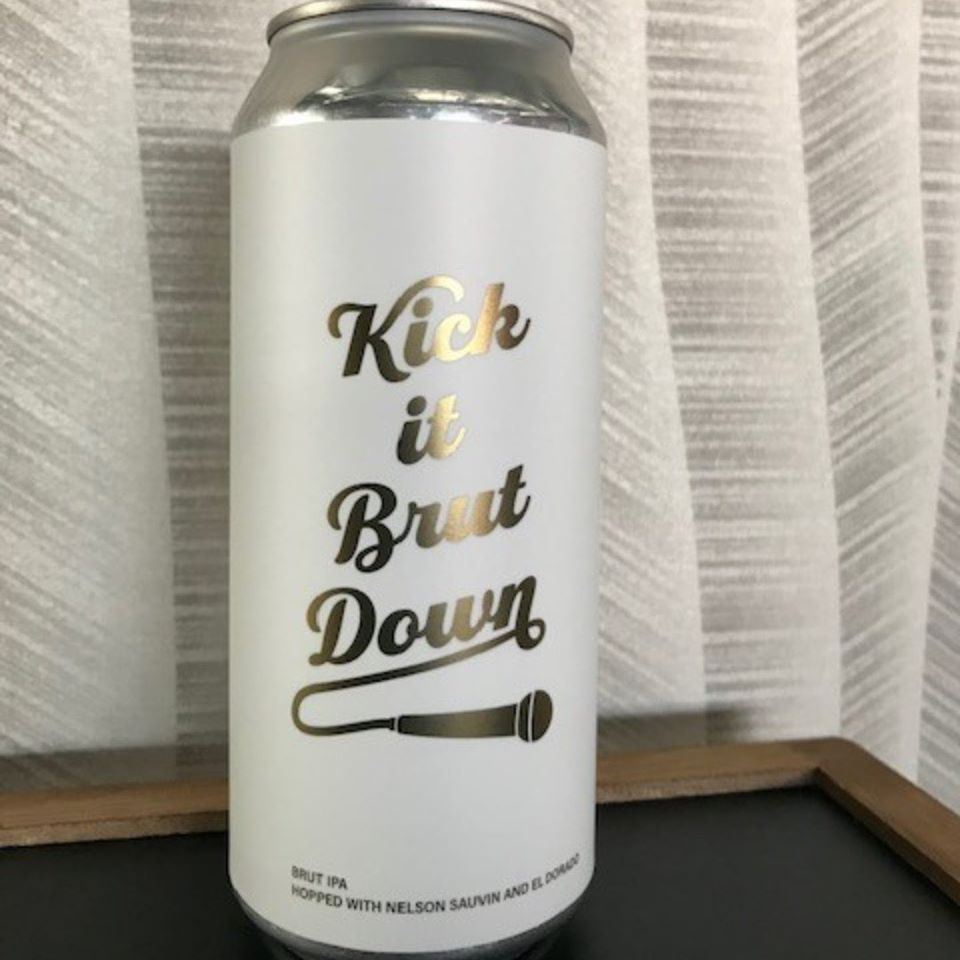 Kick
it
Brut
Down
BRUT IPA
HOPPED WITH NELSON SAUVIN AND EL DORADO